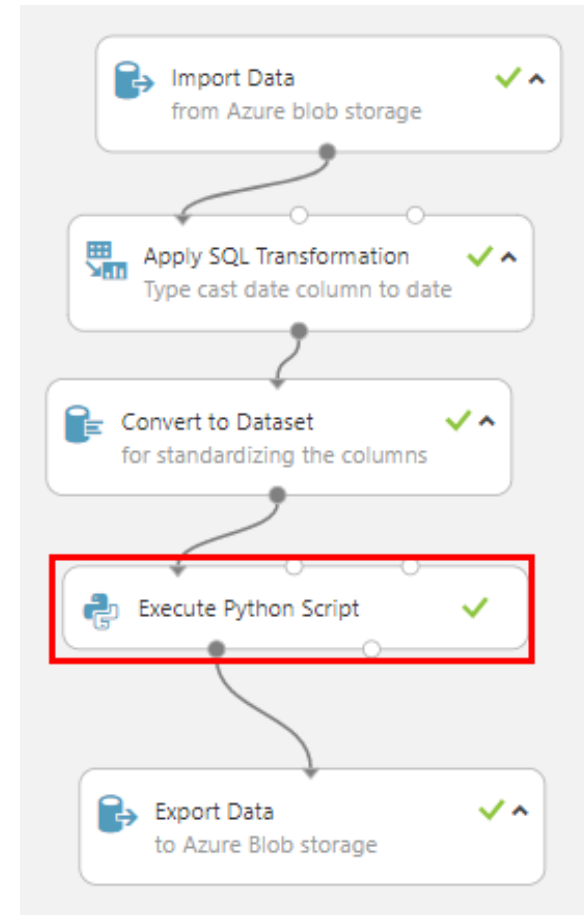 Import Data
from Azure blob storage
Apply SQL Transformation
Type cast date column to date
Convert to Dataset
for standardizing the columns
Execute Python Script
Export Data
to Azure Blob storage